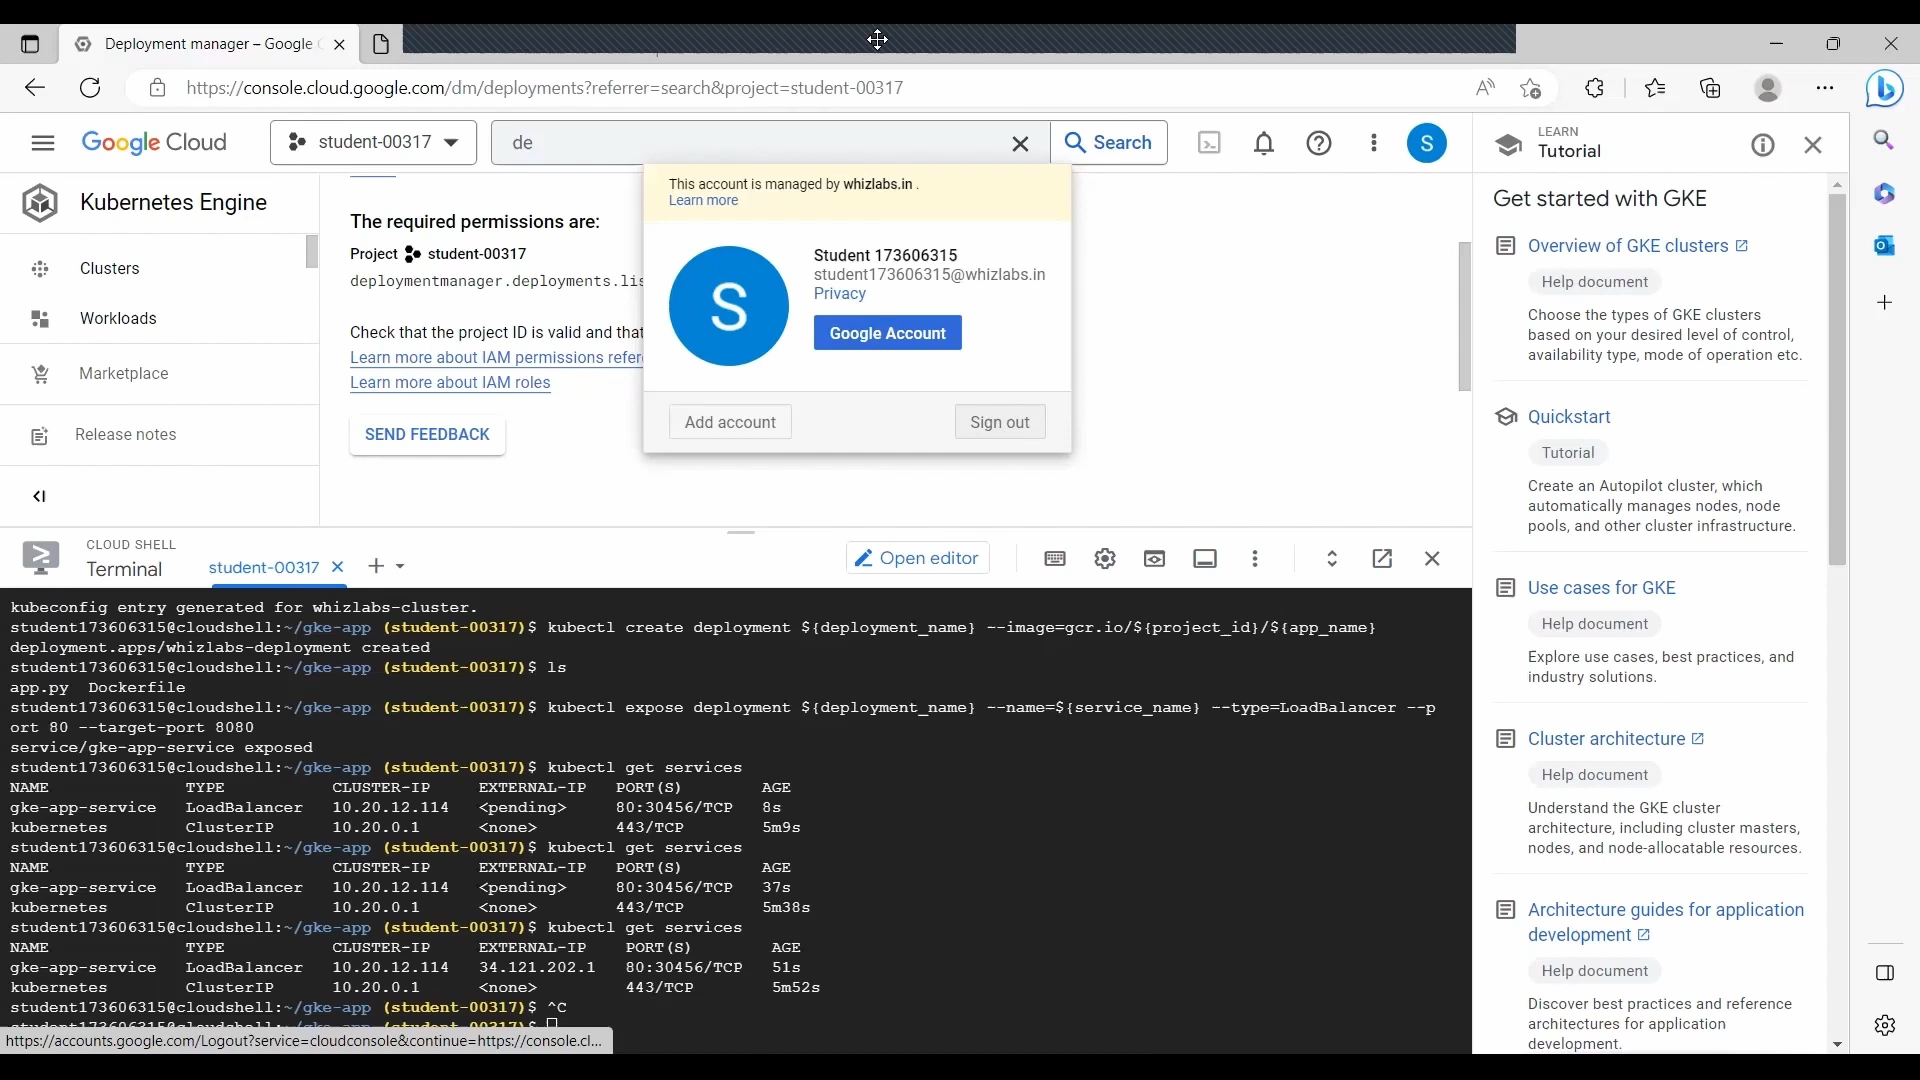 Deployment manager – Google C
https://console.cloud.google.com/dm/deployments?referrer=search&project=student-00317
Google Cloud
student-00317
de
Search
S
LEARN
Tutorial
Kubernetes Engine
Clusters
Workloads
Marketplace
Release notes
The required permissions are:
Project student-00317
deploymentmanager.deployments.lis
Check that the project ID is valid and that
Learn more about IAM permissions refer
Learn more about IAM roles
SEND FEEDBACK
This account is managed by whizlabs.in .
Learn more
S
Student 173606315
student173606315@whizlabs.in
Privacy
Google Account
Add account
Sign out
Get started with GKE
Overview of GKE clusters
Help document
Choose the types of GKE clusters
based on your desired level of control,
availability type, mode of operation etc.
Quickstart
Tutorial
Create an Autopilot cluster, which
automatically manages nodes, node
pools, and other cluster infrastructure.
Use cases for GKE
Help document
Explore use cases, best practices, and
industry solutions.
Cluster architecture
Help document
Understand the GKE cluster
architecture, including cluster masters,
nodes, and node-allocatable resources.
Architecture guides for application
development
Help document
Discover best practices and reference
architectures for application
development.
CLOUD SHELL
Terminal
student-00317
Open editor
kubeconfig entry generated for whizlabs-cluster.
student173606315@cloudshell:~/gke-app (student-00317)$ kubectl create deployment ${deployment_name} --image=gcr.io/${project_id}/${app_name}
deployment.apps/whizlabs-deployment created
student173606315@cloudshell:~/gke-app (student-00317)$ ls
app.py  Dockerfile
student173606315@cloudshell:~/gke-app (student-00317)$ kubectl expose deployment ${deployment_name} --name=${service_name} --type=LoadBalancer --p
ort 80 --target-port 8080
service/gke-app-service exposed
student173606315@cloudshell:~/gke-app (student-00317)$ kubectl get services
NAME TYPE CLUSTER-IP EXTERNAL-IP PORT(S) AGE
gke-app-service LoadBalancer 10.20.12.114 <pending> 80:30456/TCP 8s
kubernetes ClusterIP 10.20.0.1 <none> 443/TCP 5m9s
student173606315@cloudshell:~/gke-app (student-00317)$ kubectl get services
NAME TYPE CLUSTER-IP EXTERNAL-IP PORT(S) AGE
gke-app-service LoadBalancer 10.20.12.114 <pending> 80:30456/TCP 37s
kubernetes ClusterIP 10.20.0.1 <none> 443/TCP 5m38s
student173606315@cloudshell:~/gke-app (student-00317)$ kubectl get services
NAME TYPE CLUSTER-IP EXTERNAL-IP PORT(S) AGE
gke-app-service LoadBalancer 10.20.12.114 34.121.202.1 80:30456/TCP 51s
kubernetes ClusterIP 10.20.0.1 <none> 443/TCP 5m52s
student173606315@cloudshell:~/gke-app (student-00317)$ ^C
https://accounts.google.com/Logout?service=cloudconsole&continue=https://console.cl...